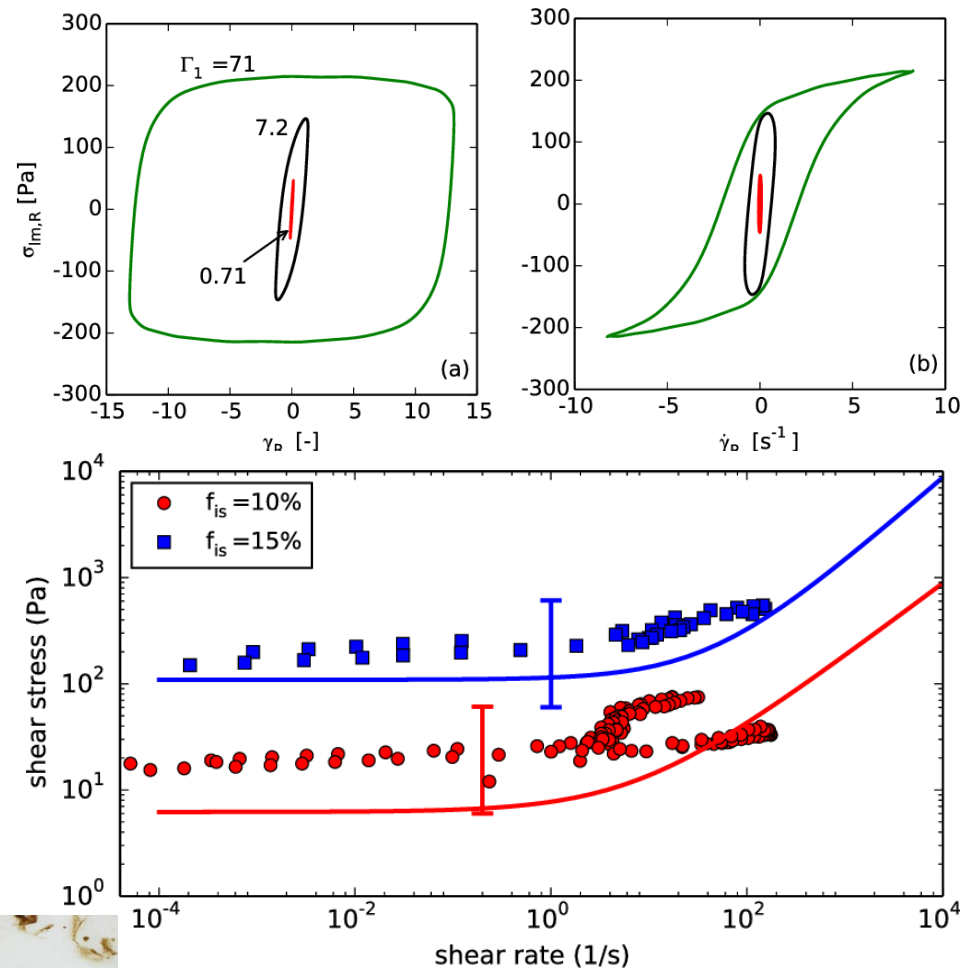 300
200
100
0
-100
-200
-300
σIm,R [Pa]
Γ1 =71
7.2
0.71
(a)
-15 -10 -5 0 5 10 15
γR [-]
300
200
100
0
-100
-200
-300
(b)
-10 -5 0 5 10
γ̇R [s-1]
10^4
10^3
10^2
10^1
10^0
shear stress (Pa)
fis =10%
fis =15%
10^-4 10^-2 10^0 10^2 10^4
shear rate (1/s)